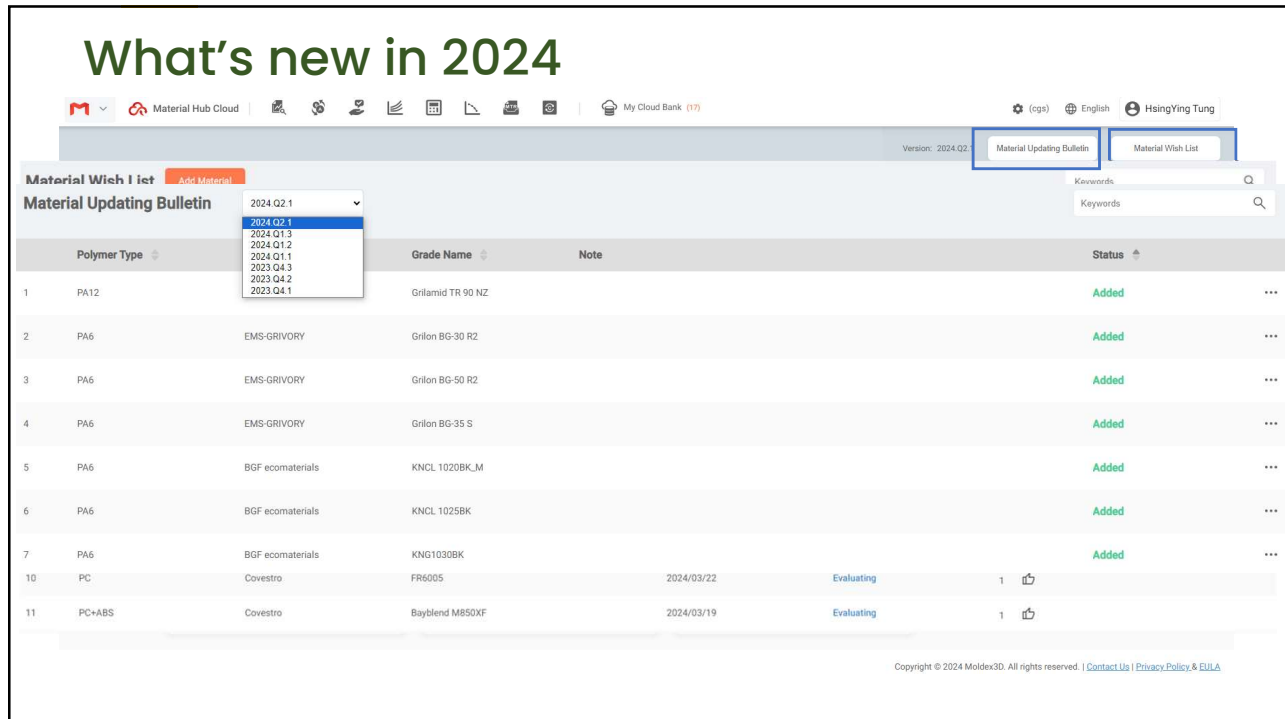 What's new in 2024
Material Hub Cloud My Cloud Bank (17) (cgs) English HsingYing Tung
Version: 2024.Q2. Material Updating Bulletin Material Wish List
Material Wish List Add Material Keywords
Material Updating Bulletin 2024.Q2.1 Keywords
2024.Q2.1
2024.Q1.3
2024.Q1.2
2024.Q1.1
2023.Q4.3
2023.Q4.2
2023.Q4.1
Polymer Type Grade Name Note Status
1 PA12 Grilamid TR 90 NZ Added
2 PA6 EMS-GRIVORY Grilon BG-30 R2 Added
3 PA6 EMS-GRIVORY Grilon BG-50 R2 Added
4 PA6 EMS-GRIVORY Grilon BG-35 S Added
5 PA6 BGF ecomaterials KNCL 1020BK_M Added
6 PA6 BGF ecomaterials KNCL 1025BK Added
7 PA6 BGF ecomaterials KNG1030BK Added
10 PC Covestro FR6005 2024/03/22 Evaluating 1
11 PC+ABS Covestro Bayblend M850XF 2024/03/19 Evaluating 1
Copyright © 2024 Moldex3D. All rights reserved. | Contact Us | Privacy Policy & EULA